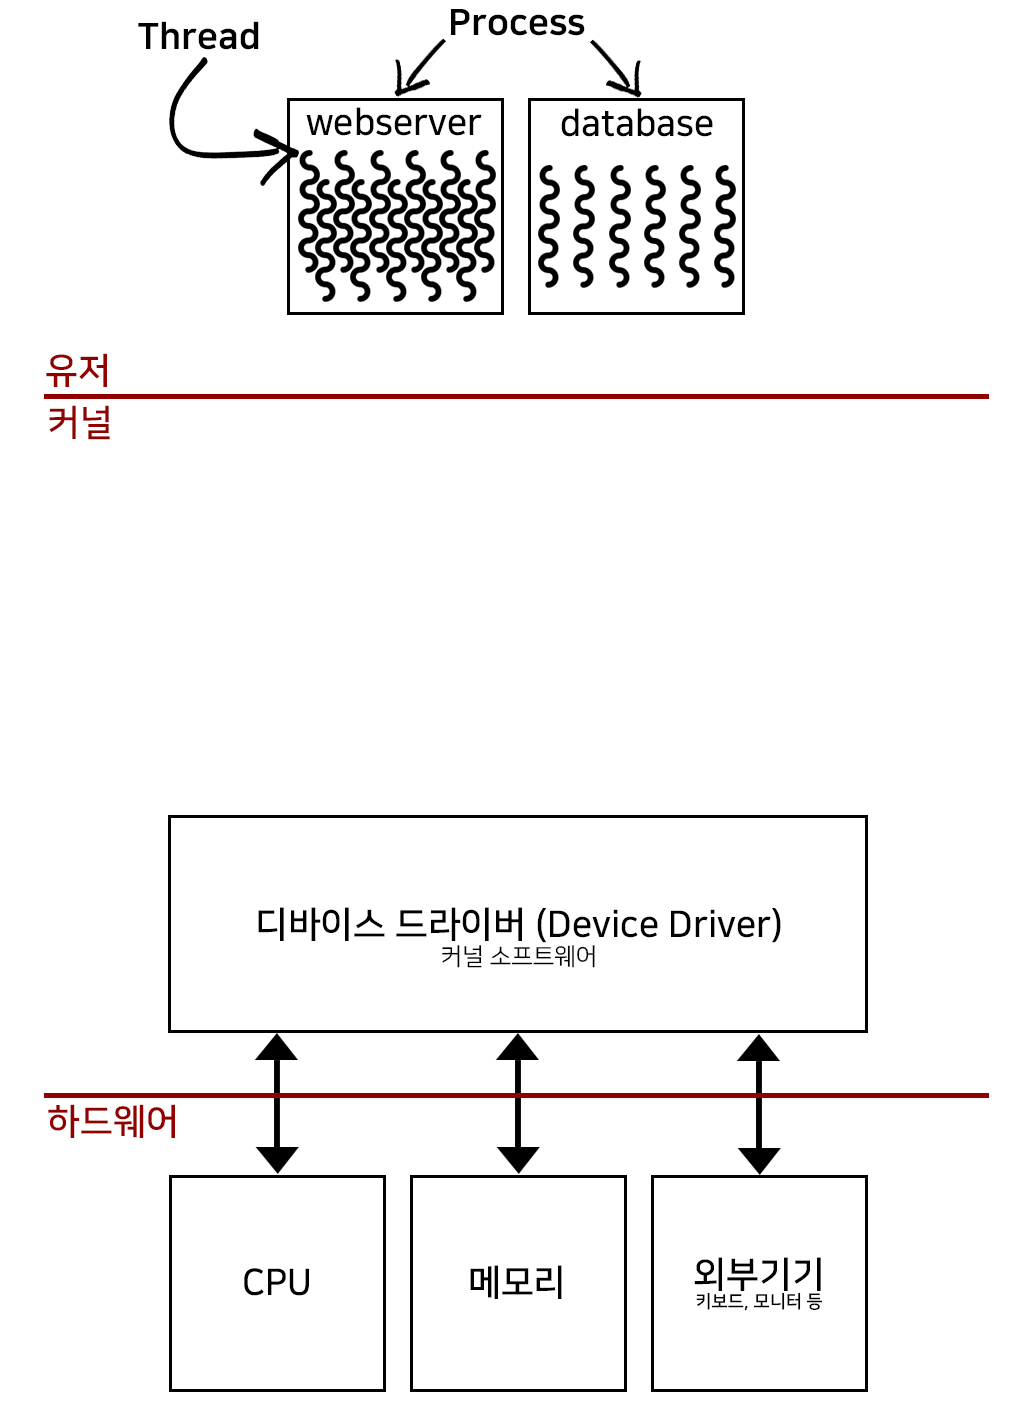 Process
Thread
webserver
database
유저
커널
디바이스 드라이버 (Device Driver)
커널 소프트웨어
하드웨어
CPU
메모리
외부기기
키보드, 모니터 등